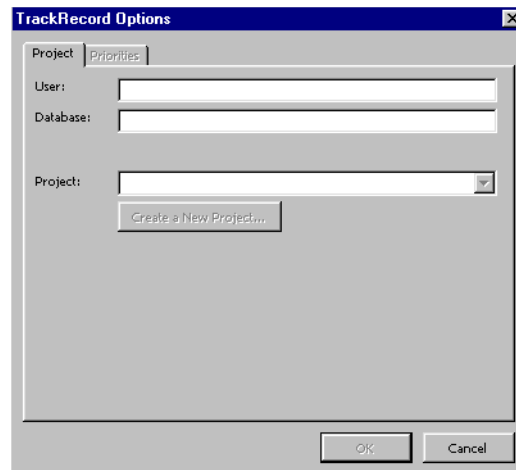 TrackRecord Options
Project Priorities
User:
Database:
Project:
Create a New Project...
OK Cancel